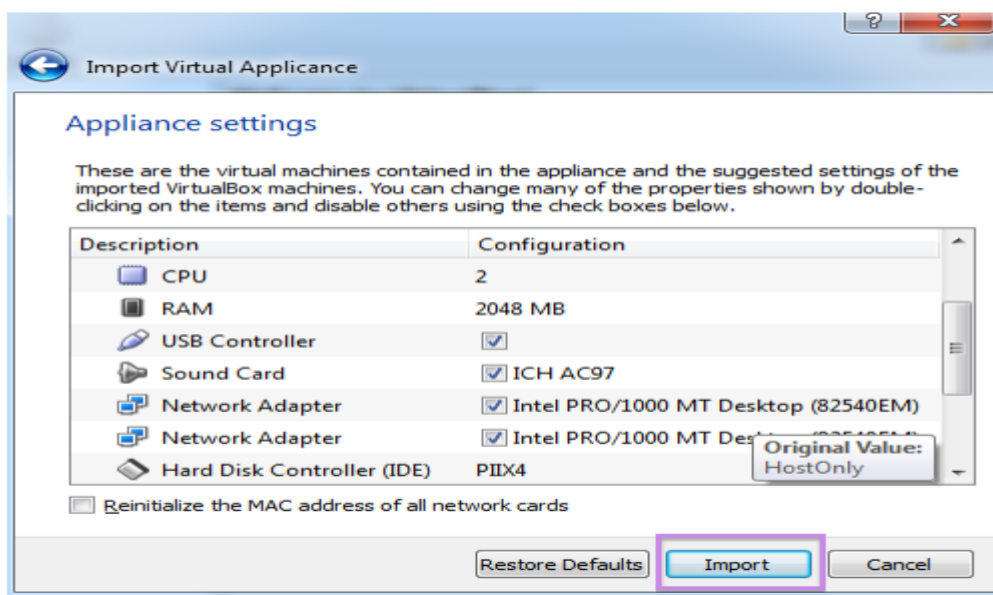 ?
Import Virtual Applicance
Appliance settings
These are the virtual machines contained in the appliance and the suggested settings of the
imported VirtualBox machines. You can change many of the properties shown by double-
clicking on the items and disable others using the check boxes below.
Description Configuration
CPU 2
RAM 2048 MB
USB Controller
Sound Card ICH AC97
Network Adapter Intel PRO/1000 MT Desktop (82540EM)
Network Adapter Intel PRO/1000 MT
Original Value:
HostOnly
Hard Disk Controller (IDE) PIIX4
Reinitialize the MAC address of all network cards
Restore Defaults Import Cancel